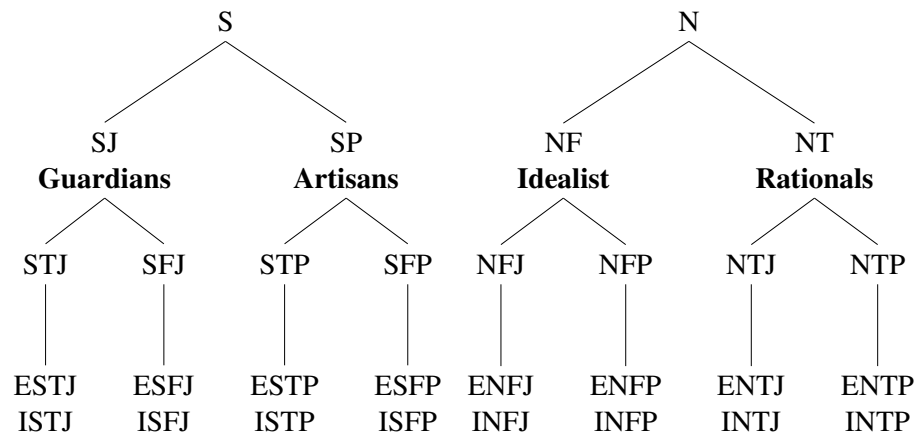 S N
SJ SP NF NT
Guardians Artisans Idealist Rationals
STJ SFJ STP SFP NFJ NFP NTJ NTP
ESTJ ESFJ ESTP ESFP ENFJ ENFP ENTJ ENTP
ISTJ ISFJ ISTP ISFP INFJ INFP INTJ INTP